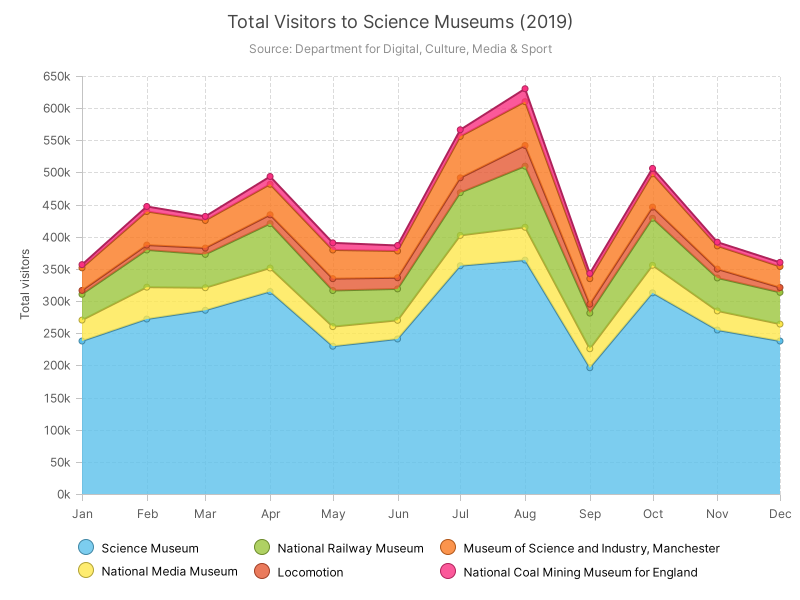 Total Visitors to Science Museums (2019)
Source: Department for Digital, Culture, Media & Sport
Total visitors
650k
600k
550k
500k
450k
400k
350k
300k
250k
200k
150k
100k
50k
0k
Jan Feb Mar Apr May Jun Jul Aug Sep Oct Nov Dec
Science Museum National Railway Museum Museum of Science and Industry, Manchester
National Media Museum Locomotion National Coal Mining Museum for England